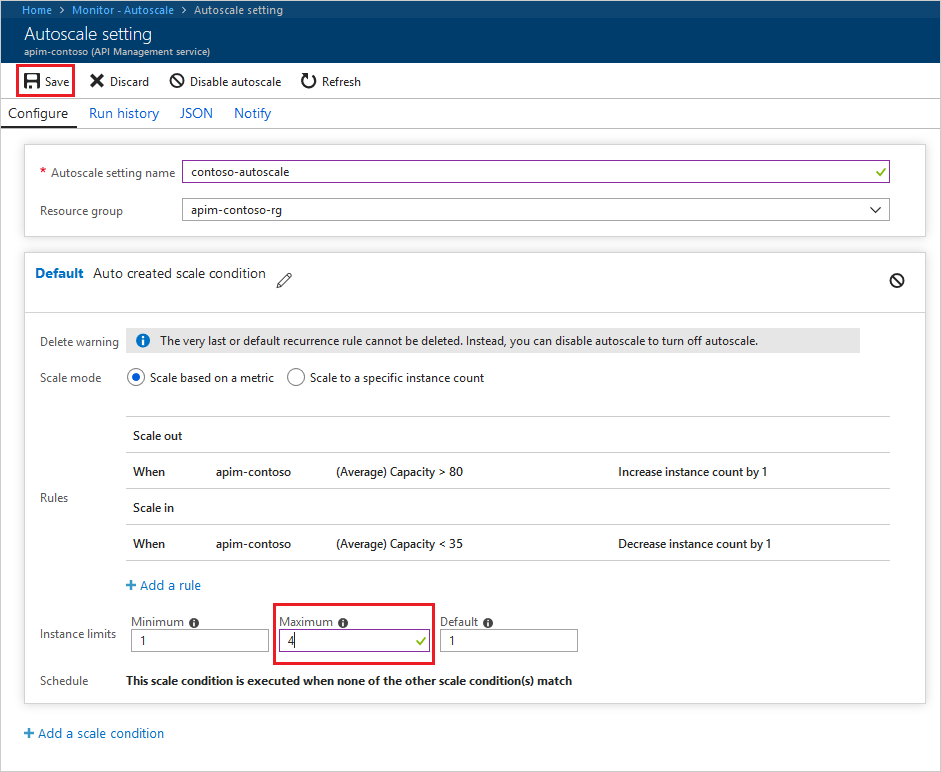 Home > Monitor - Autoscale > Autoscale setting
Autoscale setting
apim-contoso (API Management service)
Save Discard Disable autoscale Refresh
Configure Run history JSON Notify
* Autoscale setting name contoso-autoscale
Resource group apim-contoso-rg
Default Auto created scale condition
Delete warning The very last or default recurrence rule cannot be deleted. Instead, you can disable autoscale to turn off autoscale.
Scale mode Scale based on a metric Scale to a specific instance count
Scale out
When apim-contoso (Average) Capacity > 80 Increase instance count by 1
Rules
Scale in
When apim-contoso (Average) Capacity < 35 Decrease instance count by 1
+ Add a rule
Minimum Maximum Default
Instance limits 1 4 1
Schedule This scale condition is executed when none of the other scale condition(s) match
+ Add a scale condition